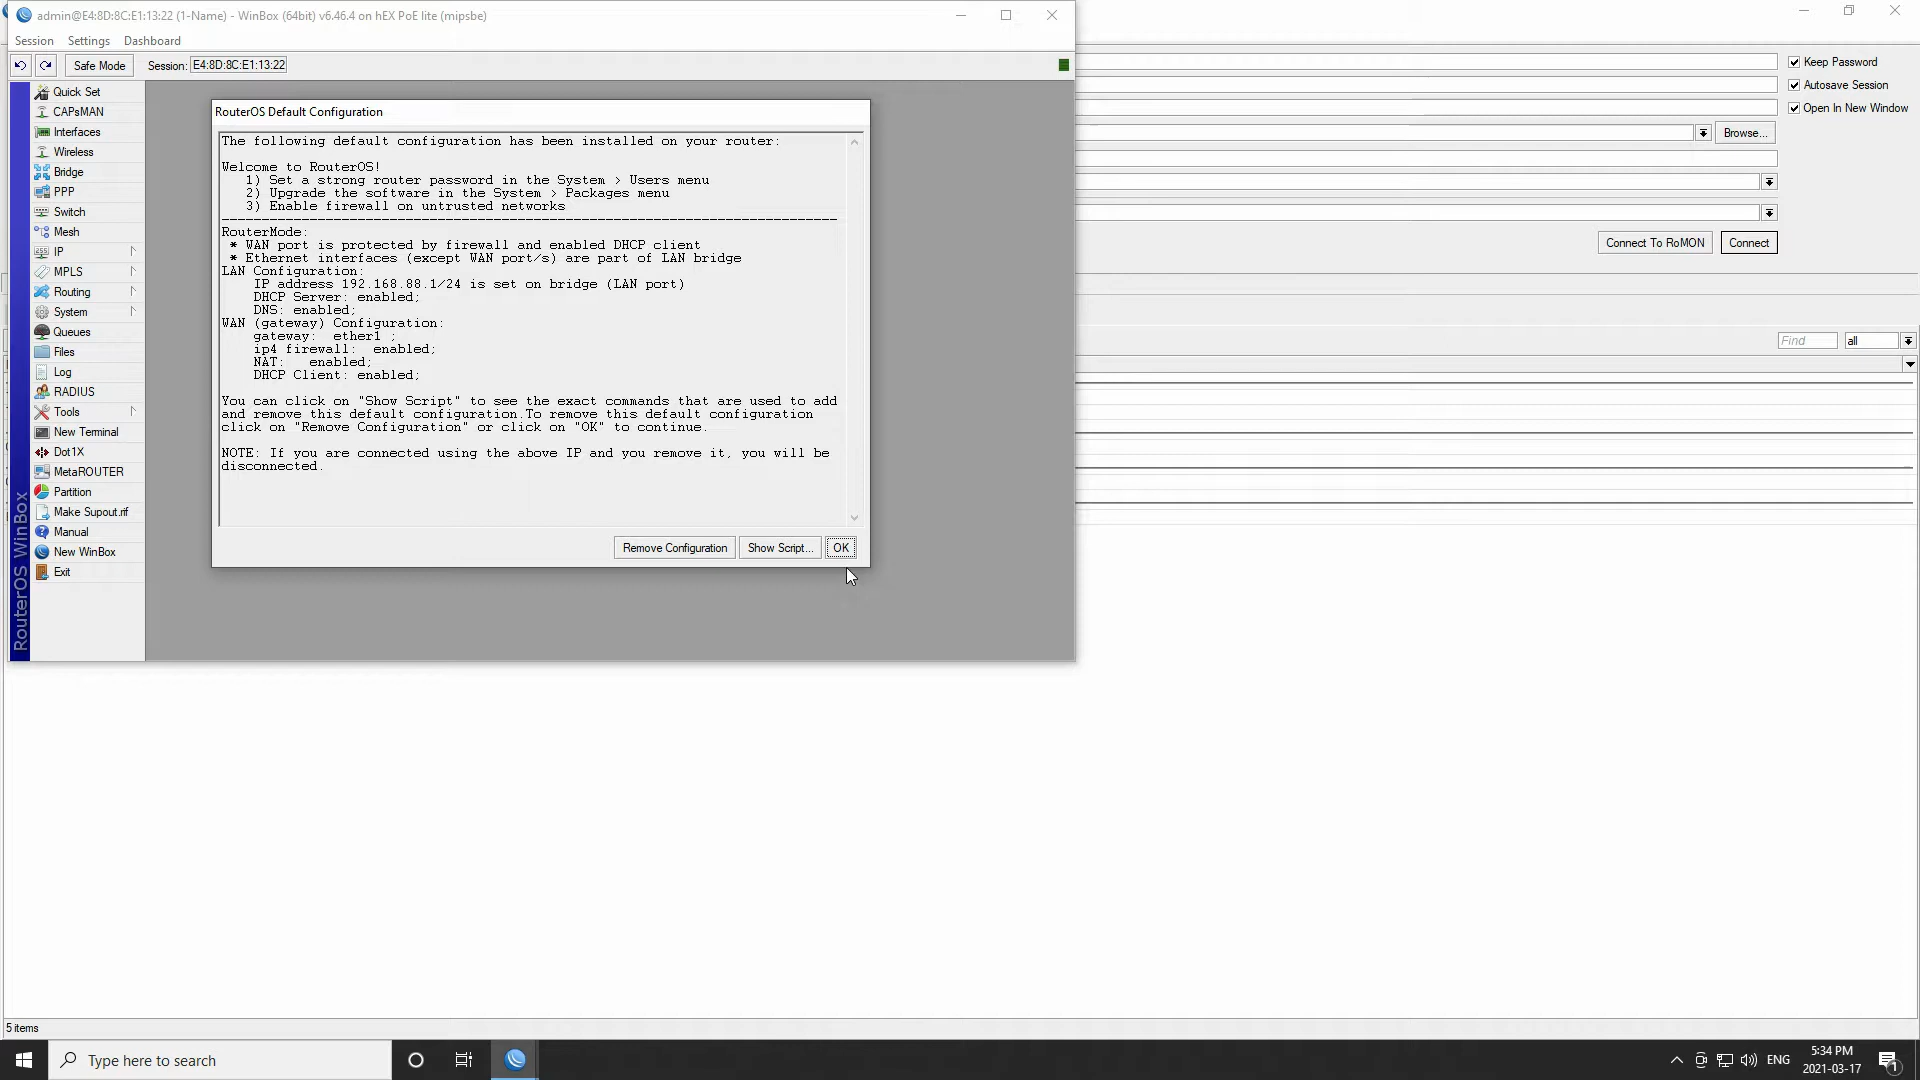 admin@E4:8D:8C:E1:13:22 (1-Name) - WinBox (64bit) v6.46.4 on hEX PoE lite (mipsbe)
Session Settings Dashboard
Safe Mode Session: E4:8D:8C:E1:13:22
Quick Set
CAPsMAN
Interfaces
Wireless
Bridge
PPP
Switch
Mesh
IP
MPLS
Routing
System
Queues
Files
Log
RADIUS
Tools
New Terminal
Dot1X
MetaROUTER
Partition
Make Supout.rif
Manual
New WinBox
Exit
RouterOS WinBox
RouterOS Default Configuration
The following default configuration has been installed on your router:
Welcome to RouterOS!
1) Set a strong router password in the System > Users menu
2) Upgrade the software in the System > Packages menu
3) Enable firewall on untrusted networks
-----------------------------------------------------------------------------
RouterMode:
* WAN port is protected by firewall and enabled DHCP client
* Ethernet interfaces (except WAN port/s) are part of LAN bridge
LAN Configuration:
IP address 192.168.88.1/24 is set on bridge (LAN port)
DHCP Server: enabled;
DNS: enabled;
WAN (gateway) Configuration:
gateway: ether1 ;
ip4 firewall: enabled;
NAT: enabled;
DHCP Client: enabled;
You can click on "Show Script" to see the exact commands that are used to add
and remove this default configuration.To remove this default configuration
click on "Remove Configuration" or click on "OK" to continue.
NOTE: If you are connected using the above IP and you remove it, you will be
disconnected.
Remove Configuration Show Script... OK
Keep Password
Autosave Session
Open In New Window
Browse...
Connect To RoMON Connect
Find all
5 items
Type here to search
ENG
5:34 PM
2021-03-17
1